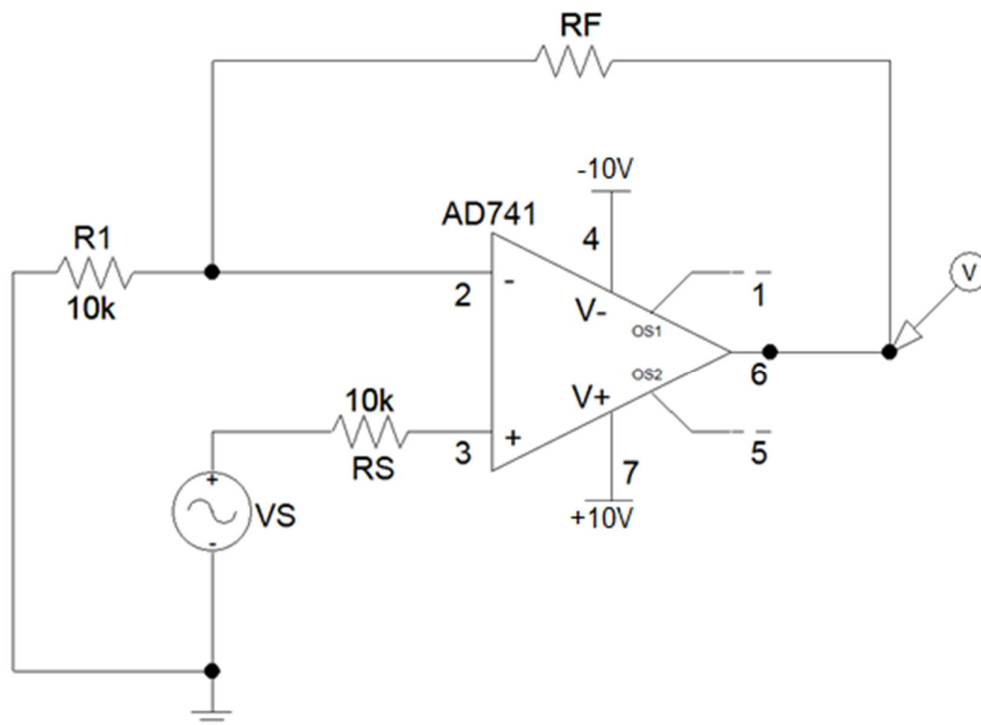 RF
-10V
AD741
4
R1
10k
2
-
V-
OS1
1
V
6
OS2
V+
10k
RS
3
+
5
7
+10V
+
VS
-